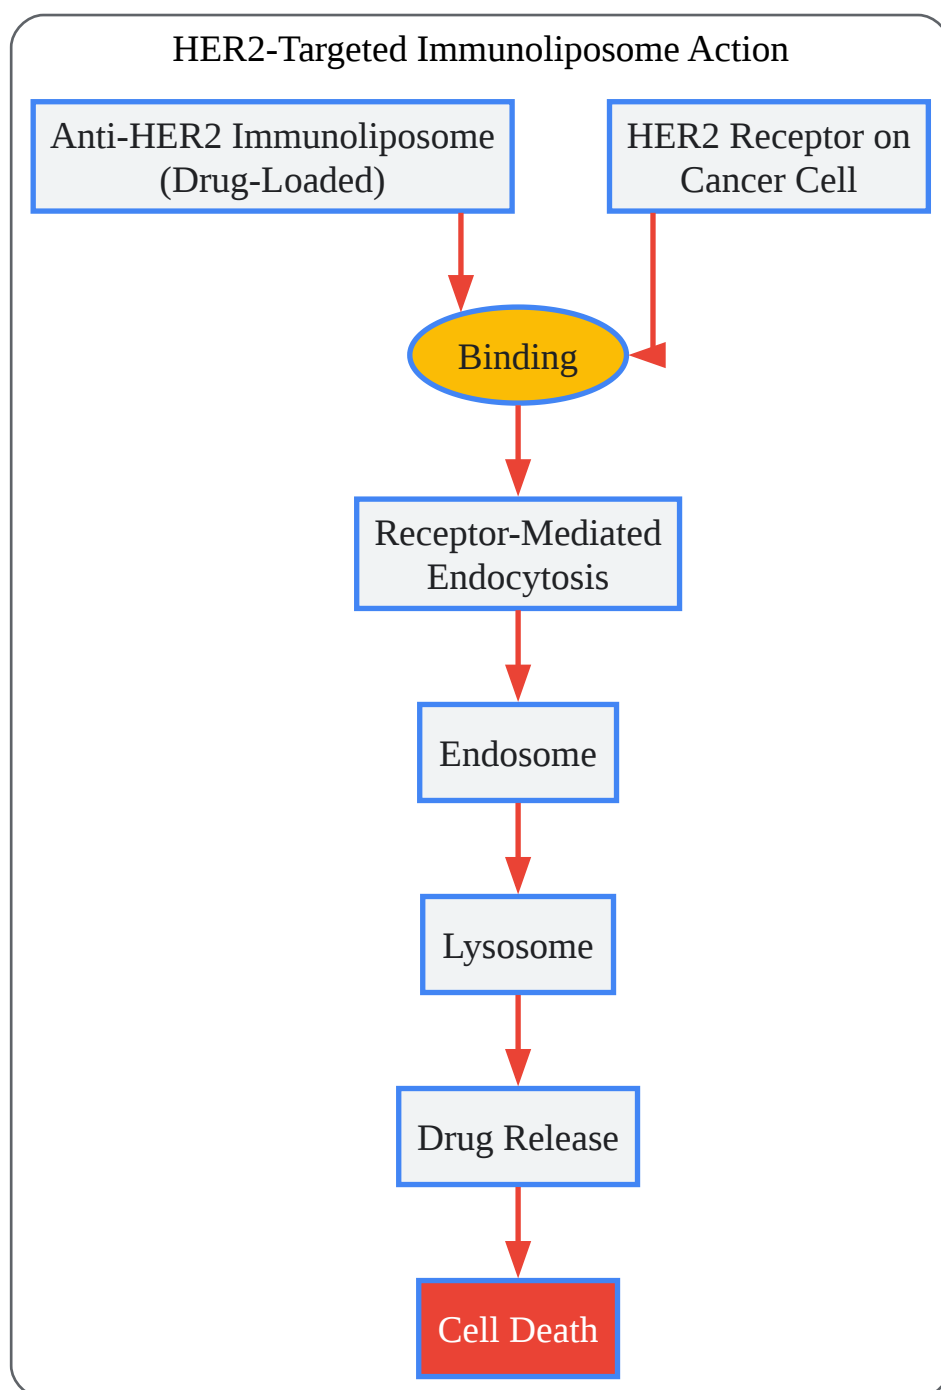 HER2-Targeted Immunoliposome Action
Anti-HER2 Immunoliposome
(Drug-Loaded)
HER2 Receptor on
Cancer Cell
Binding
Receptor-Mediated
Endocytosis
Endosome
Lysosome
Drug Release
Cell Death